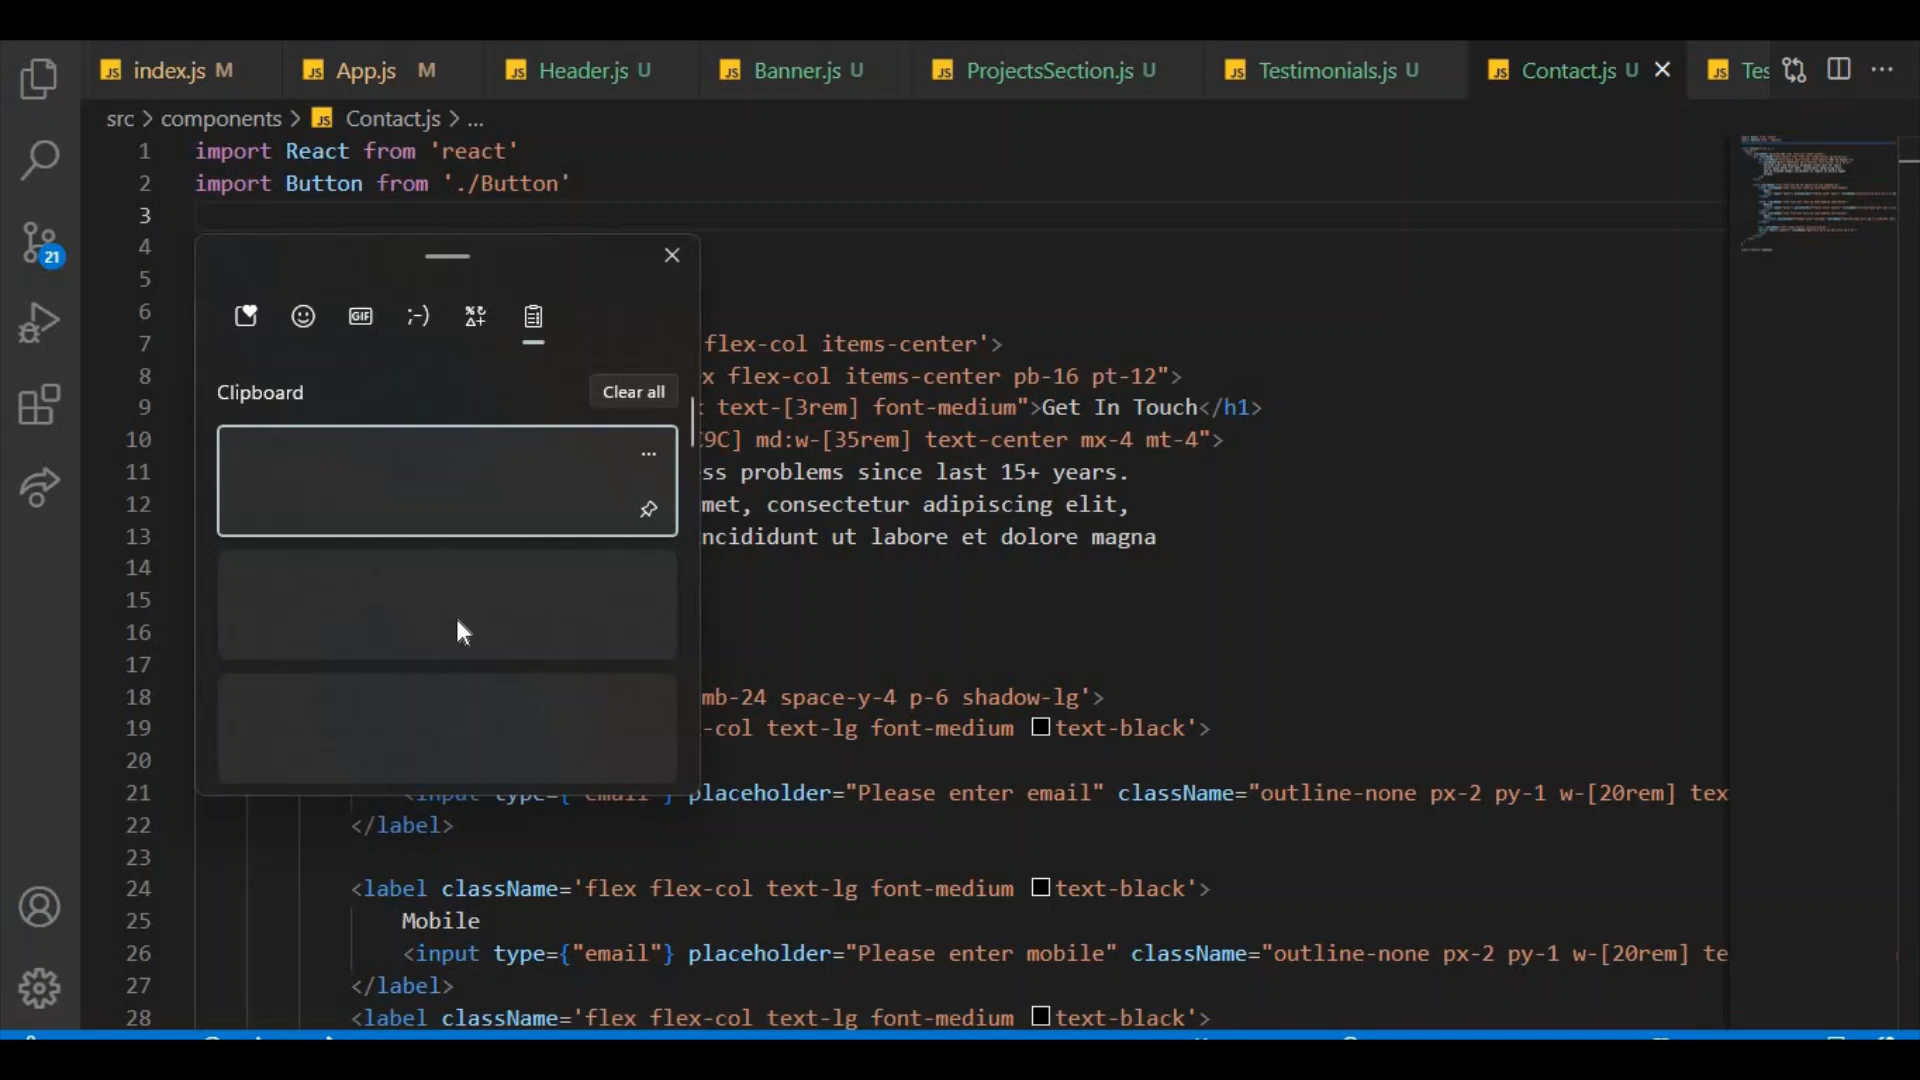 index.js M
App.js M
Header.js U
Banner.js U
ProjectsSection.js U
Testimonials.js U
Contact.js U
Tes
src > components > Contact.js > ...
1 import React from 'react'
2 import Button from './Button'
3
4
5
6
7 flex-col items-center'>
8 x flex-col items-center pb-16 pt-12">
9 text-[3rem] font-medium">Get In Touch</h1>
10 C9C] md:w-[35rem] text-center mx-4 mt-4">
11 ss problems since last 15+ years.
12 met, consectetur adipiscing elit,
13 ncididunt ut labore et dolore magna
14
15
16
17
18 mb-24 space-y-4 p-6 shadow-lg'>
19 -col text-lg font-medium text-black'>
20
21 <input type={"email"} placeholder="Please enter email" className="outline-none px-2 py-1 w-[20rem] tex
22 </label>
23
24 <label className='flex flex-col text-lg font-medium text-black'>
25 Mobile
26 <input type={"email"} placeholder="Please enter mobile" className="outline-none px-2 py-1 w-[20rem] te
27 </label>
28 <label className='flex flex-col text-lg font-medium text-black'>
GIF
;-)
Clipboard
Clear all
21